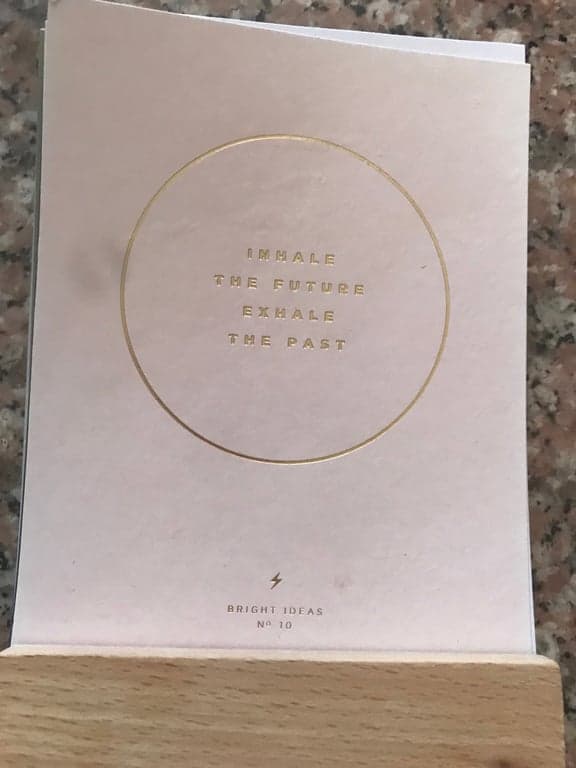 INHALE
THE FUTURE
EXHALE
THE PAST
BRIGHT IDEAS
Nº 10